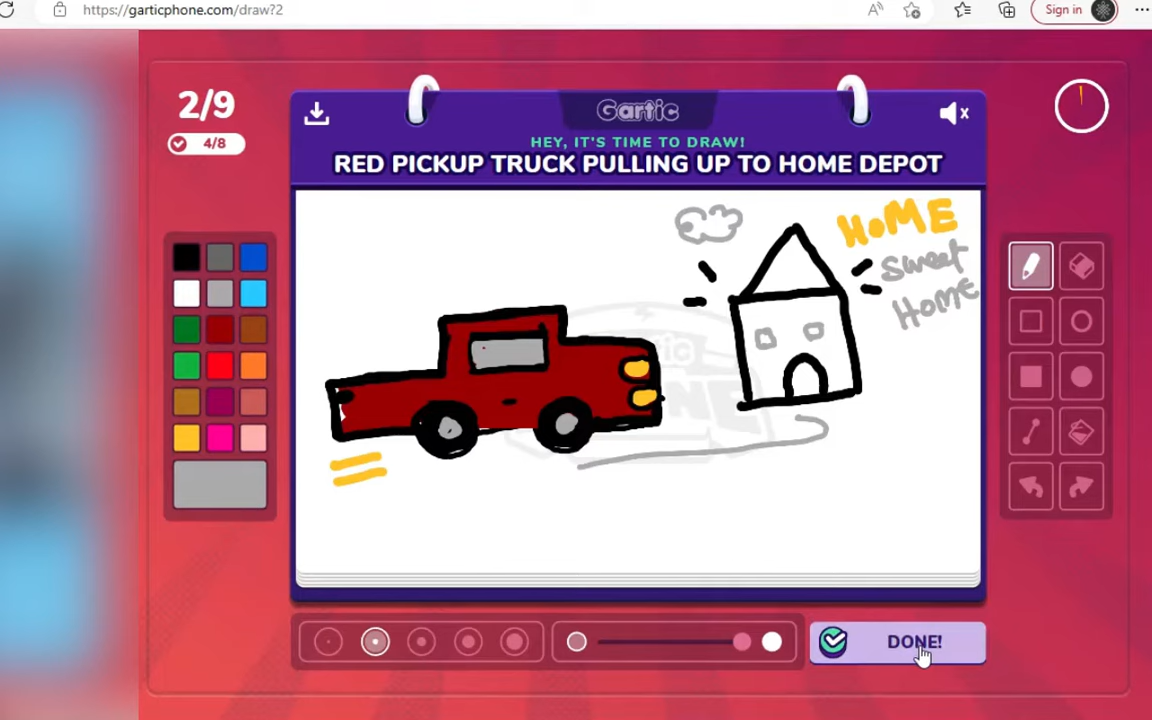 https://garticphone.com/draw?2
Sign in
2/9
4/8
Gartic
HEY, IT'S TIME TO DRAW!
RED PICKUP TRUCK PULLING UP TO HOME DEPOT
HOME
Sweet
HOME
DONE!